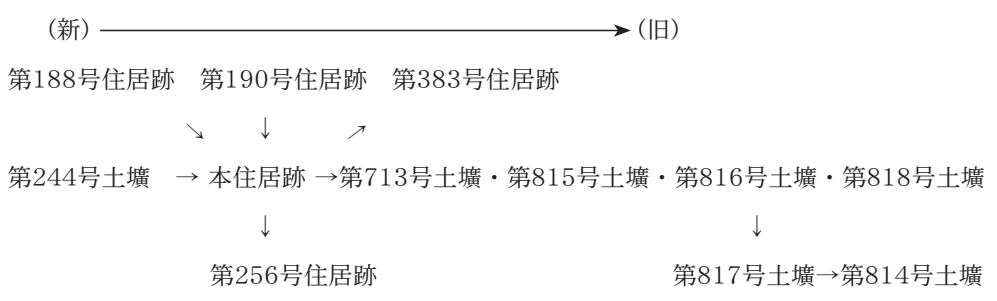 (新) → (旧)
第188号住居跡 第190号住居跡 第383号住居跡
↘ ↓ ↗
第244号土壙 → 本住居跡 →第713号土壙・第815号土壙・第816号土壙・第818号土壙
↓ ↓
第256号住居跡 第817号土壙→第814号土壙